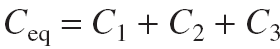 C_eq = C_1 + C_2 + C_3